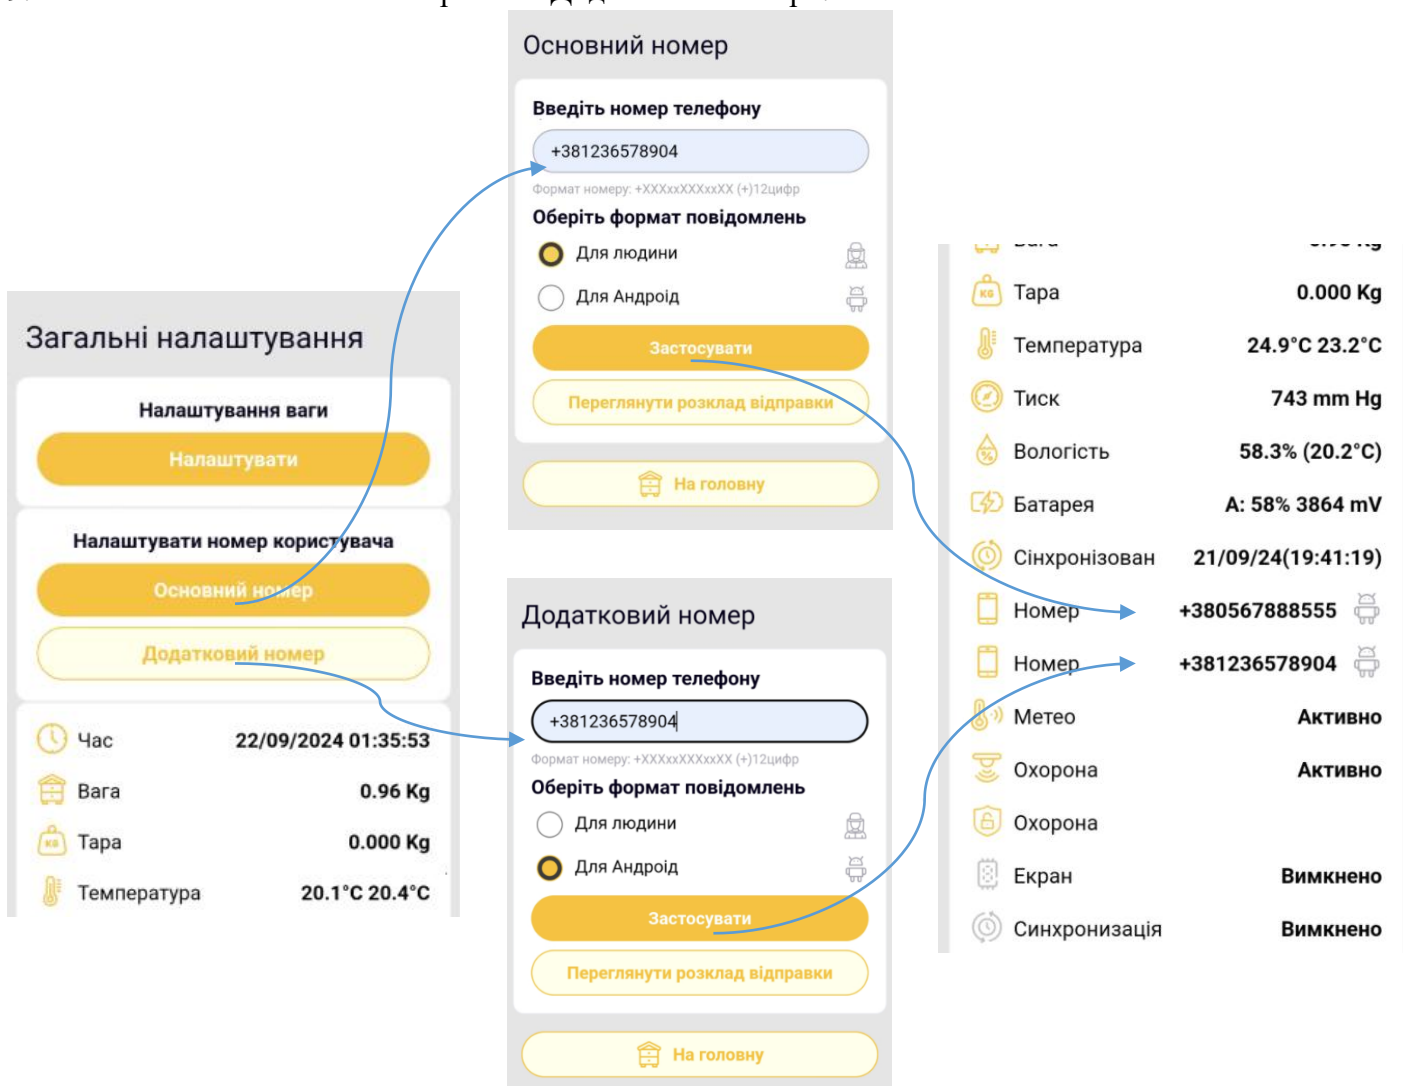 Основний номер
Введіть номер телефону
+381236578904
Формат номеру: +XXXxxXXXxxXX (+)12цифр
Оберіть формат повідомлень
Для людини
Для Андроід
Застосувати
Переглянути розклад відправки
На головну
Загальні налаштування
Налаштування ваги
Налаштувати
Налаштувати номер користувача
Основний номер
Додатковий номер
Час 22/09/2024 01:35:53
Вага 0.96 Kg
Тара 0.000 Kg
Температура 20.1°C 20.4°C
Додатковий номер
Введіть номер телефону
+381236578904
Формат номеру: +XXXxxXXXxxXX (+)12цифр
Оберіть формат повідомлень
Для людини
Для Андроід
Застосувати
Переглянути розклад відправки
На головну
Тара 0.000 Kg
Температура 24.9°C 23.2°C
Тиск 743 mm Hg
Вологість 58.3% (20.2°C)
Батарея A: 58% 3864 mV
Сінхронізован 21/09/24(19:41:19)
Номер +380567888555
Номер +381236578904
Метео Активно
Охорона Активно
Охорона
Екран Вимкнено
Синхронизація Вимкнено